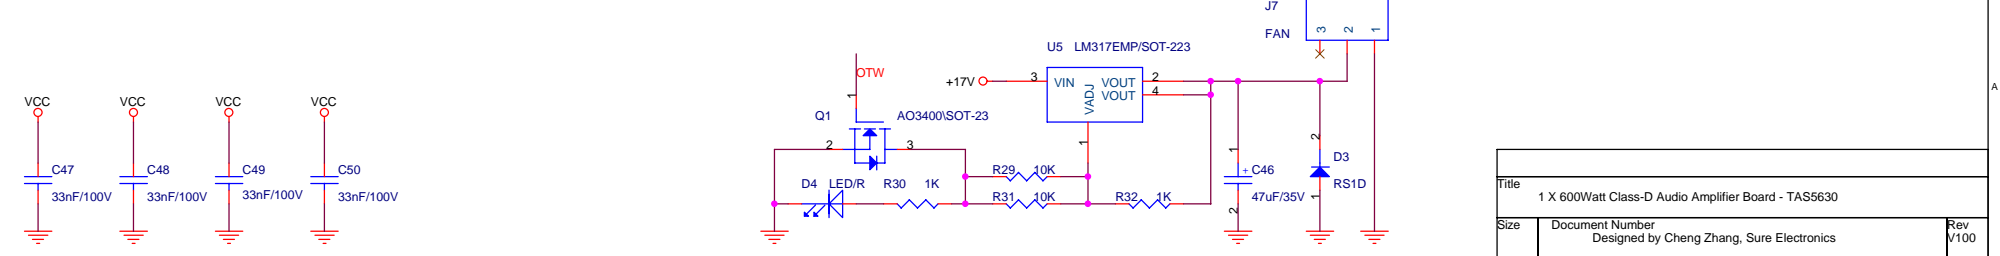 VCC
C47
33nF/100V
VCC
C48
33nF/100V
VCC
C49
33nF/100V
VCC
C50
33nF/100V
OTW
1
Q1
AO3400\SOT-23
2
3
D4
LED/R
R30
1K
R29
10K
R31
10K
R32
1K
U5
LM317EMP/SOT-223
+17V
3
VIN
VOUT
2
VOUT
4
VADJ
1
J7
FAN
3
2
1
1
+
C46
47uF/35V
2
2
D3
RS1D
1
A
Title
1 X 600Watt Class-D Audio Amplifier Board - TAS5630
Size
Document Number
Rev
Designed by Cheng Zhang, Sure Electronics
V100